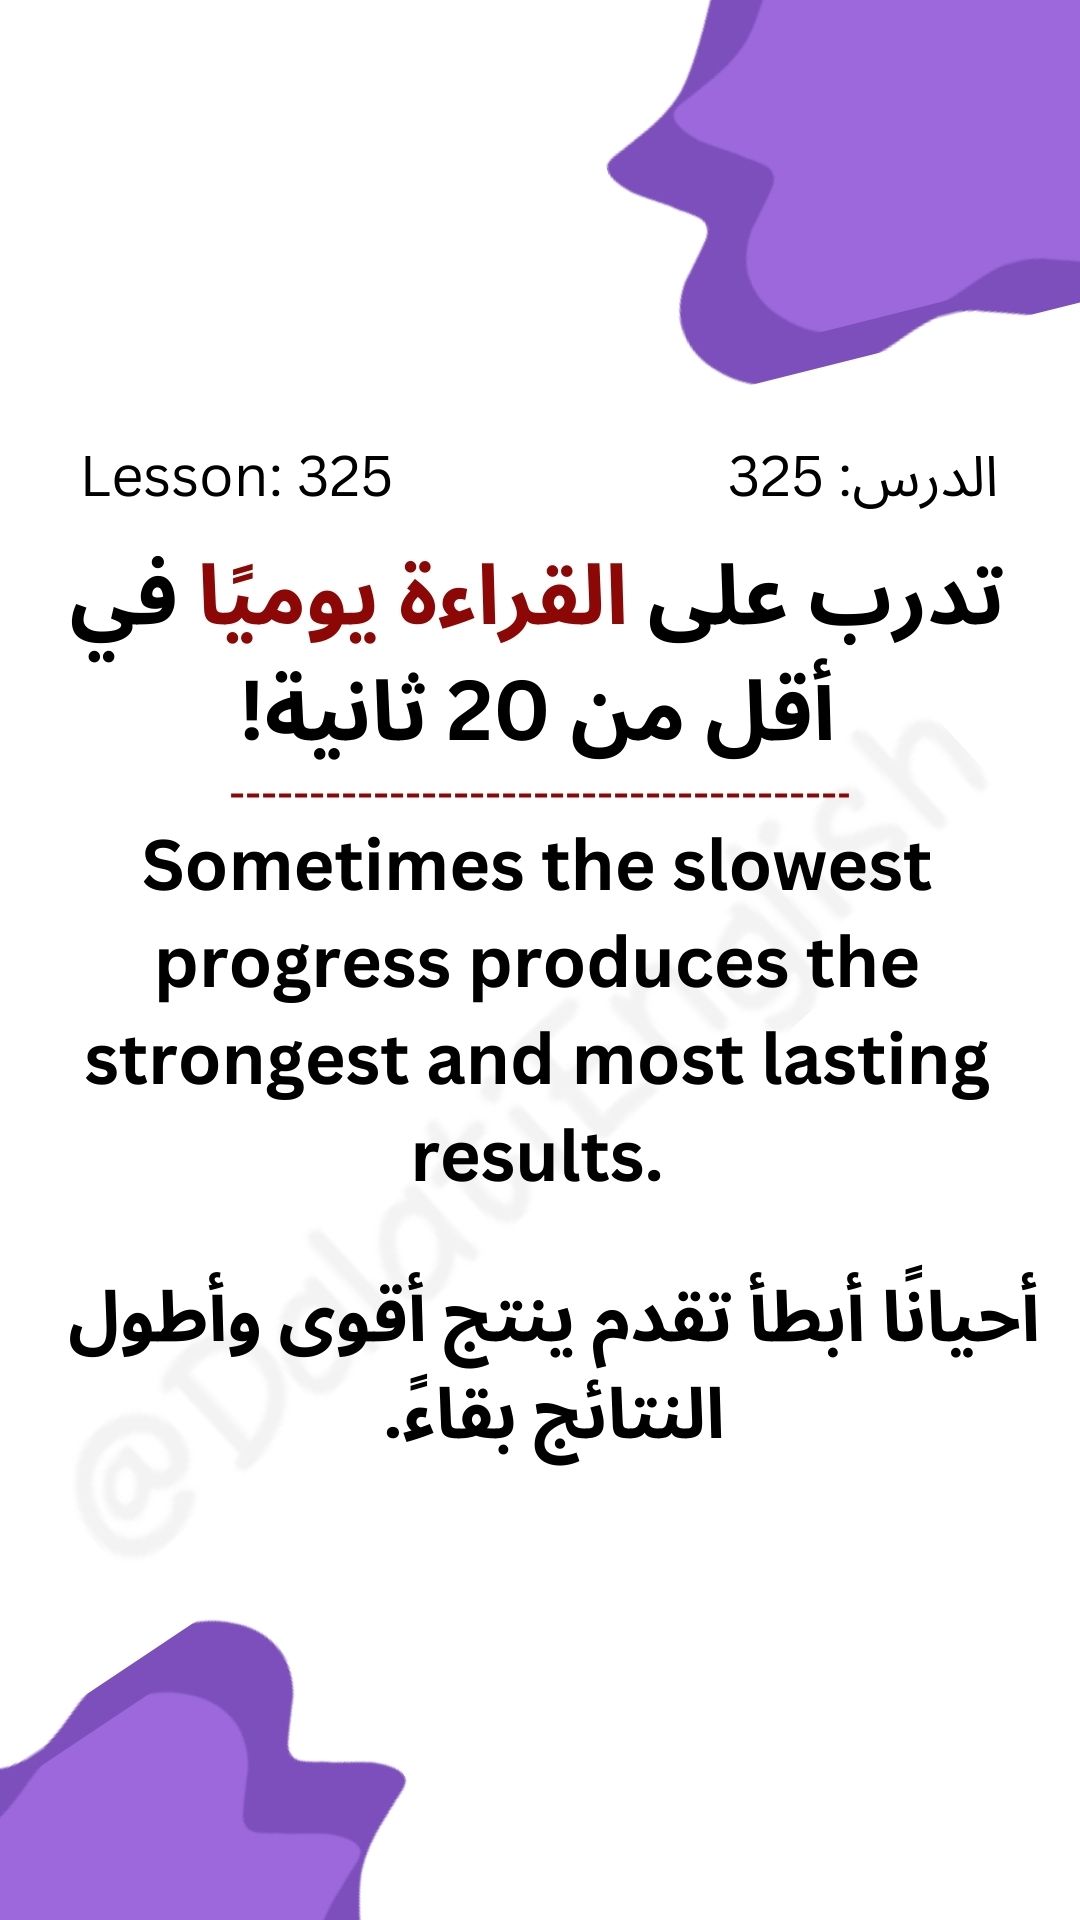 Lesson: 325
الدرس: 325
تدرب على القراءة يوميًا في
أقل من 20 ثانية!
---------------------------------------
Sometimes the slowest
progress produces the
strongest and most lasting
results.
أحيانًا أبطأ تقدم ينتج أقوى وأطول
النتائج بقاءً.
@DalatiEnglish